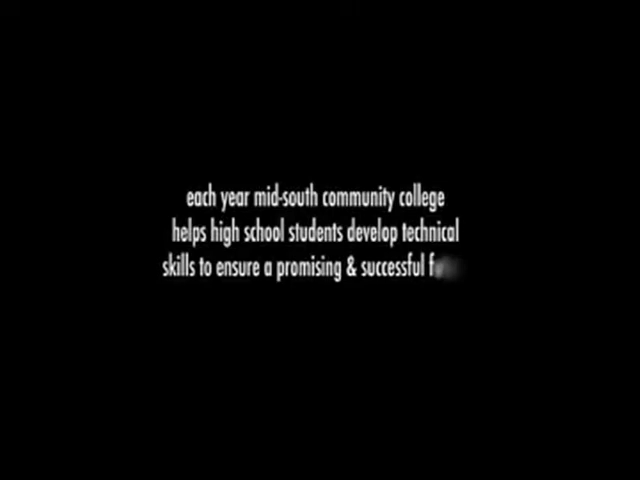 each year mid-south community college
helps high school students develop technical
skills to ensure a promising & successful